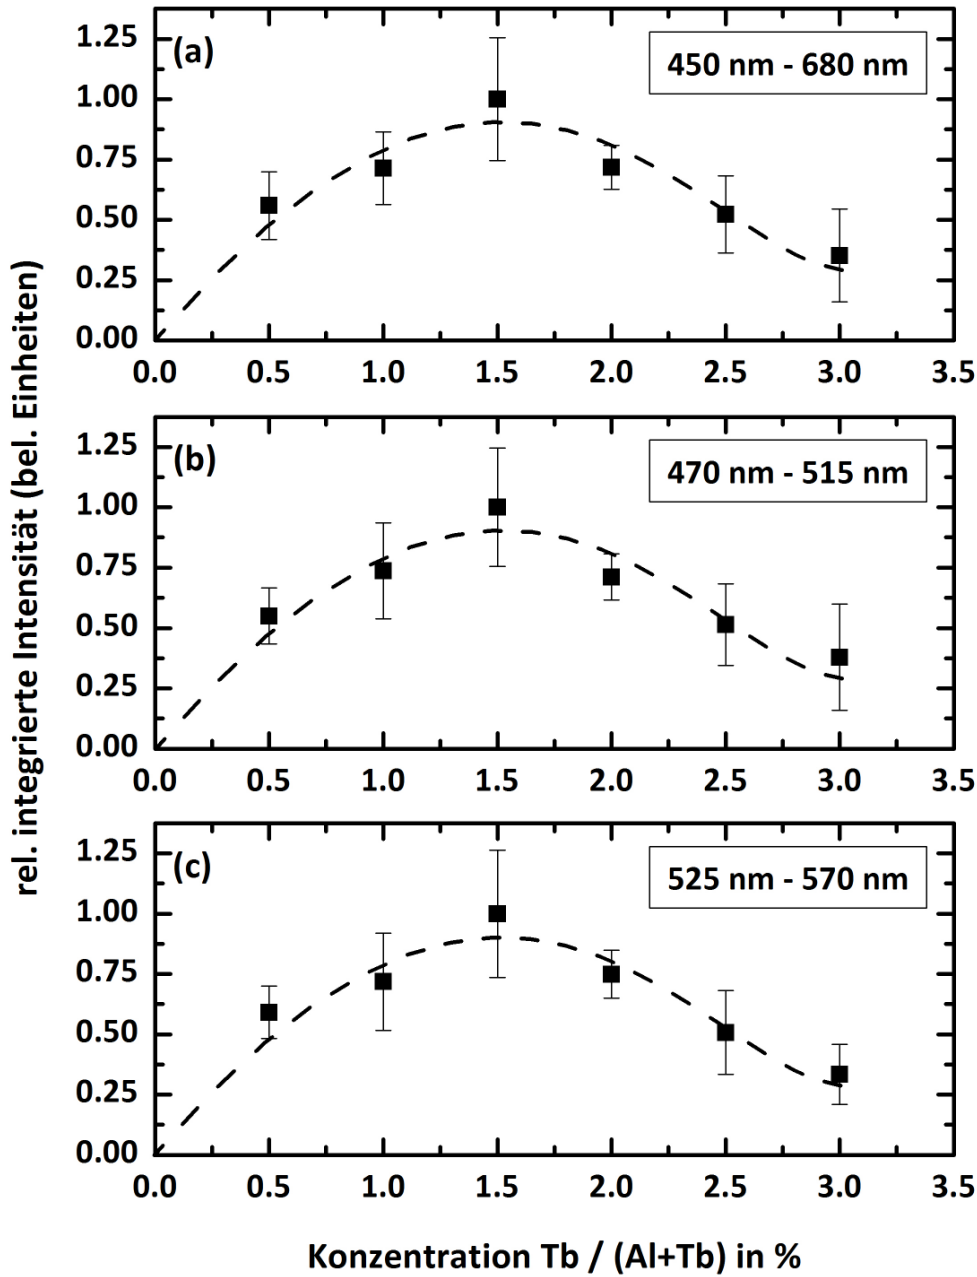 rel. integrierte Intensität (bel. Einheiten)
(a)
450 nm - 680 nm
1.25
1.00
0.75
0.50
0.25
0.00
0.0 0.5 1.0 1.5 2.0 2.5 3.0 3.5
(b)
470 nm - 515 nm
1.25
1.00
0.75
0.50
0.25
0.00
0.0 0.5 1.0 1.5 2.0 2.5 3.0 3.5
(c)
525 nm - 570 nm
1.25
1.00
0.75
0.50
0.25
0.00
0.0 0.5 1.0 1.5 2.0 2.5 3.0 3.5
Konzentration Tb / (Al+Tb) in %